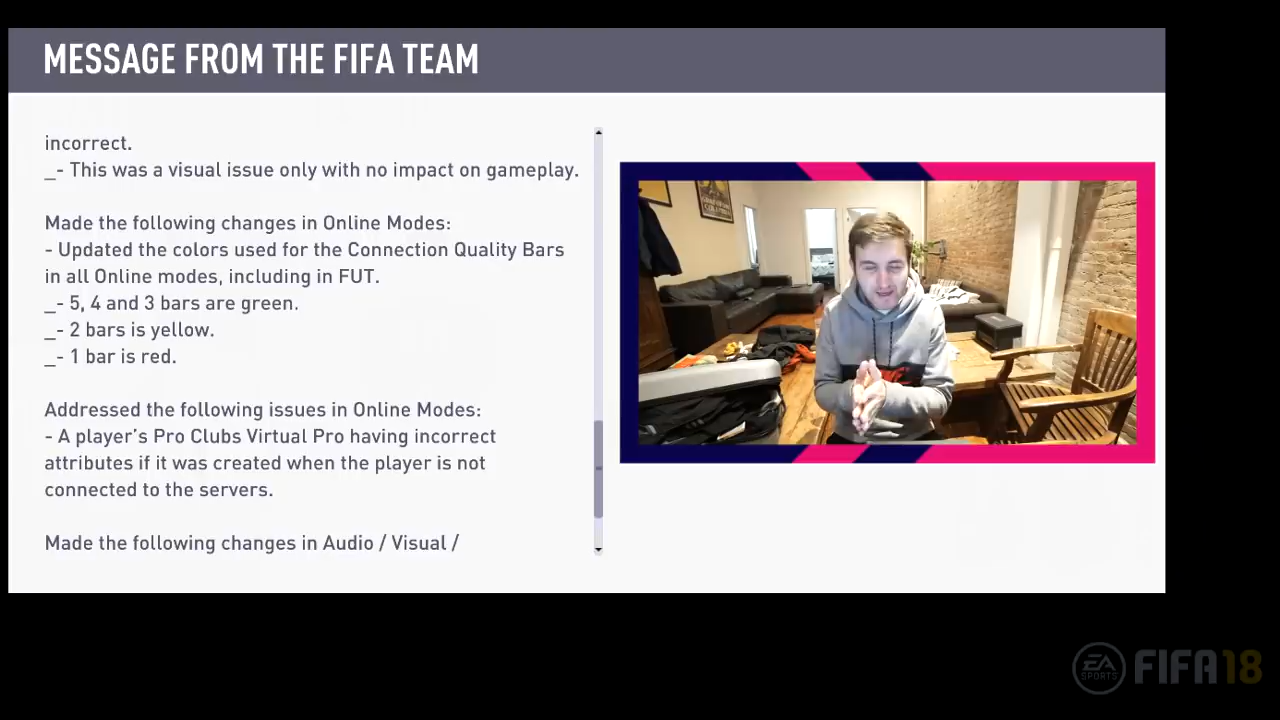 MESSAGE FROM THE FIFA TEAM
incorrect.
_- This was a visual issue only with no impact on gameplay.
Made the following changes in Online Modes:
- Updated the colors used for the Connection Quality Bars
in all Online modes, including in FUT.
_- 5, 4 and 3 bars are green.
_- 2 bars is yellow.
_- 1 bar is red.
Addressed the following issues in Online Modes:
- A player's Pro Clubs Virtual Pro having incorrect
attributes if it was created when the player is not
connected to the servers.
Made the following changes in Audio / Visual /
EA
SPORTS
FIFA 18